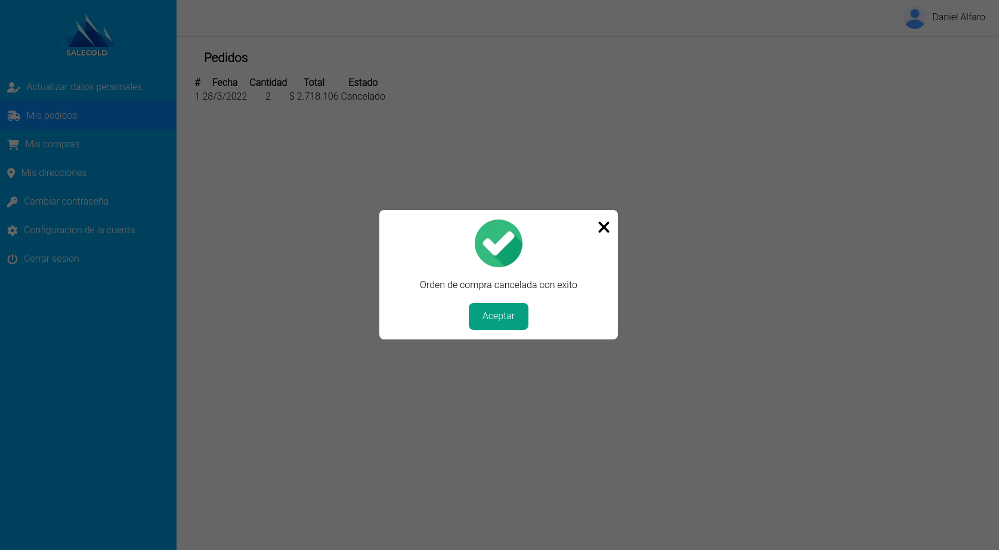 SALECOLD
Actualizar datos personales
Mis pedidos
Mis compras
Mis direcciones
Cambiar contraseña
Configuracion de la cuenta
Cerrar sesion
Daniel Alfaro
Pedidos
# Fecha Cantidad Total Estado
1 28/3/2022 2 $ 2.718.106 Cancelado
Orden de compra cancelada con exito
Aceptar